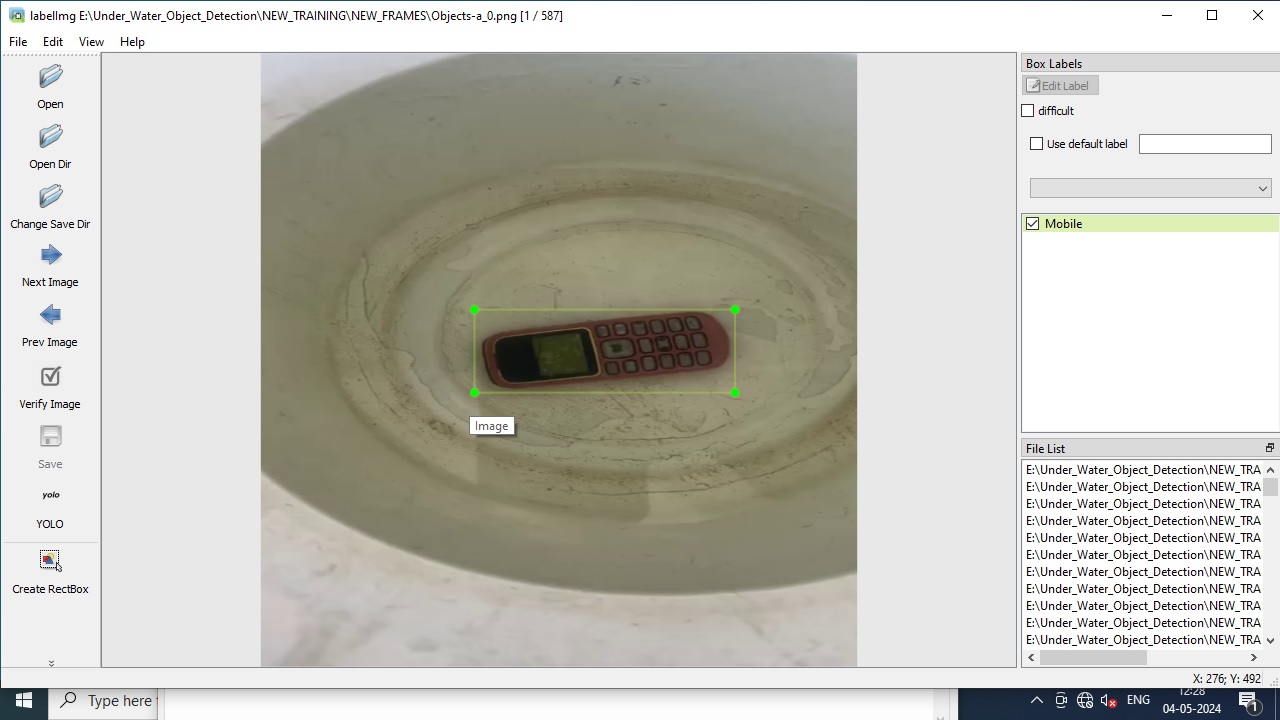 labelImg E:\Under_Water_Object_Detection\NEW_TRAINING\NEW_FRAMES\Objects-a_0.png [1 / 587]
File Edit View Help
Open
Open Dir
Change Save Dir
Next Image
Prev Image
Verify Image
Save
yolo
YOLO
Create RectBox
Image
Box Labels
Edit Label
difficult
Use default label
Mobile
File List
E:\Under_Water_Object_Detection\NEW_TRA
E:\Under_Water_Object_Detection\NEW_TRA
E:\Under_Water_Object_Detection\NEW_TRA
E:\Under_Water_Object_Detection\NEW_TRA
E:\Under_Water_Object_Detection\NEW_TRA
E:\Under_Water_Object_Detection\NEW_TRA
E:\Under_Water_Object_Detection\NEW_TRA
E:\Under_Water_Object_Detection\NEW_TRA
E:\Under_Water_Object_Detection\NEW_TRA
E:\Under_Water_Object_Detection\NEW_TRA
E:\Under_Water_Object_Detection\NEW_TRA
X: 276; Y: 492
Type here
ENG
12:28
04-05-2024
1